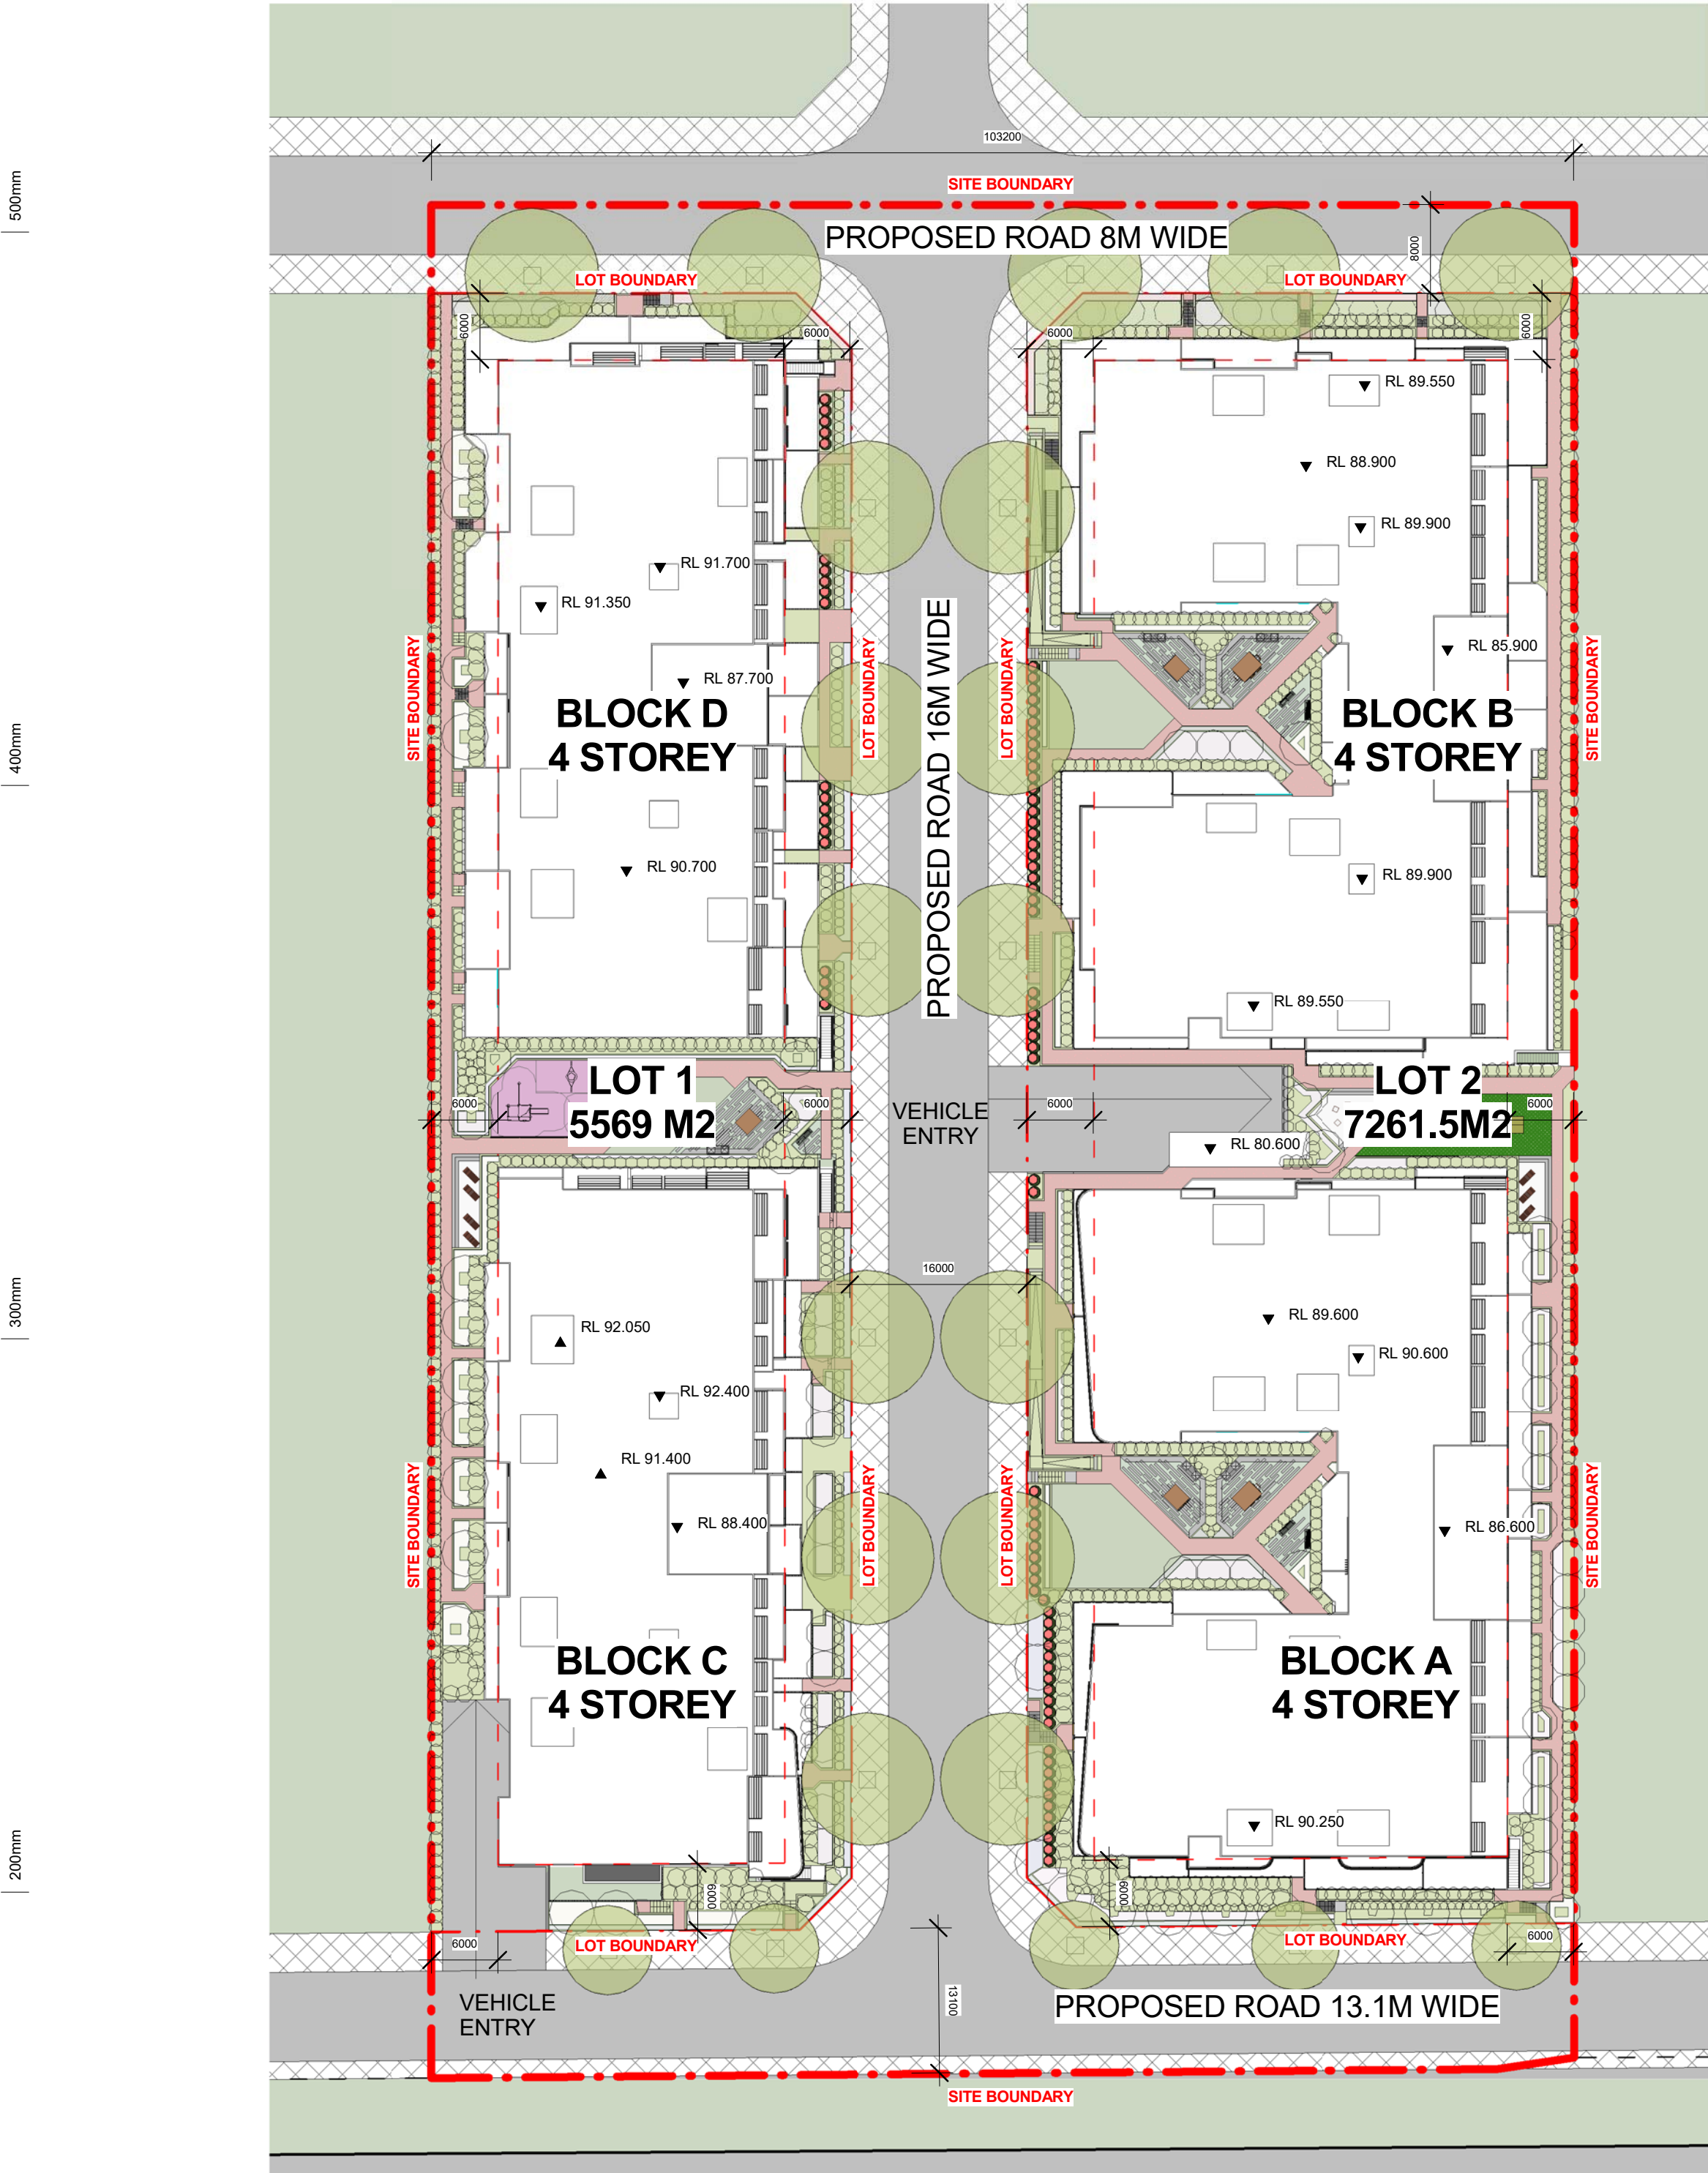 103200
SITE BOUNDARY
500mm
PROPOSED ROAD 8M WIDE
8000
LOT BOUNDARY
LOT BOUNDARY
6000
6000
6000
6000
RL 89.550
RL 88.900
RL 89.900
RL 91.700
RL 91.350
RL 85.900
RL 87.700
SITE BOUNDARY
LOT BOUNDARY
PROPOSED ROAD 16M WIDE
LOT BOUNDARY
SITE BOUNDARY
BLOCK D
4 STOREY
BLOCK B
4 STOREY
400mm
RL 90.700
RL 89.900
RL 89.550
LOT 1
5569 M2
LOT 2
7261.5M2
6000
6000
6000
6000
VEHICLE
ENTRY
RL 80.600
16000
300mm
RL 92.050
RL 89.600
RL 90.600
RL 92.400
RL 91.400
RL 88.400
RL 86.600
SITE BOUNDARY
LOT BOUNDARY
LOT BOUNDARY
SITE BOUNDARY
BLOCK C
4 STOREY
BLOCK A
4 STOREY
RL 90.250
200mm
6000
6000
6000
6000
LOT BOUNDARY
LOT BOUNDARY
13100
VEHICLE
ENTRY
PROPOSED ROAD 13.1M WIDE
SITE BOUNDARY